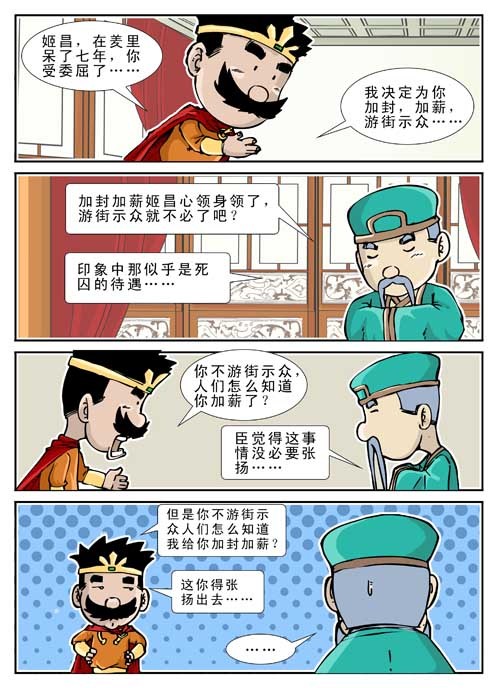 姬昌，在羑里
呆了七年，你
受委屈了……
我决定为你
加封，加薪，
游街示众……
加封加薪姬昌心领身领了，
游街示众就不必了吧？
印象中那似乎是死
囚的待遇……
你不游街示众，
人们怎么知道
你加薪了？
臣觉得这事
情没必要张
扬……
但是你不游街示
众人们怎么知道
我给你加封加薪？
这你得张
扬出去……
……